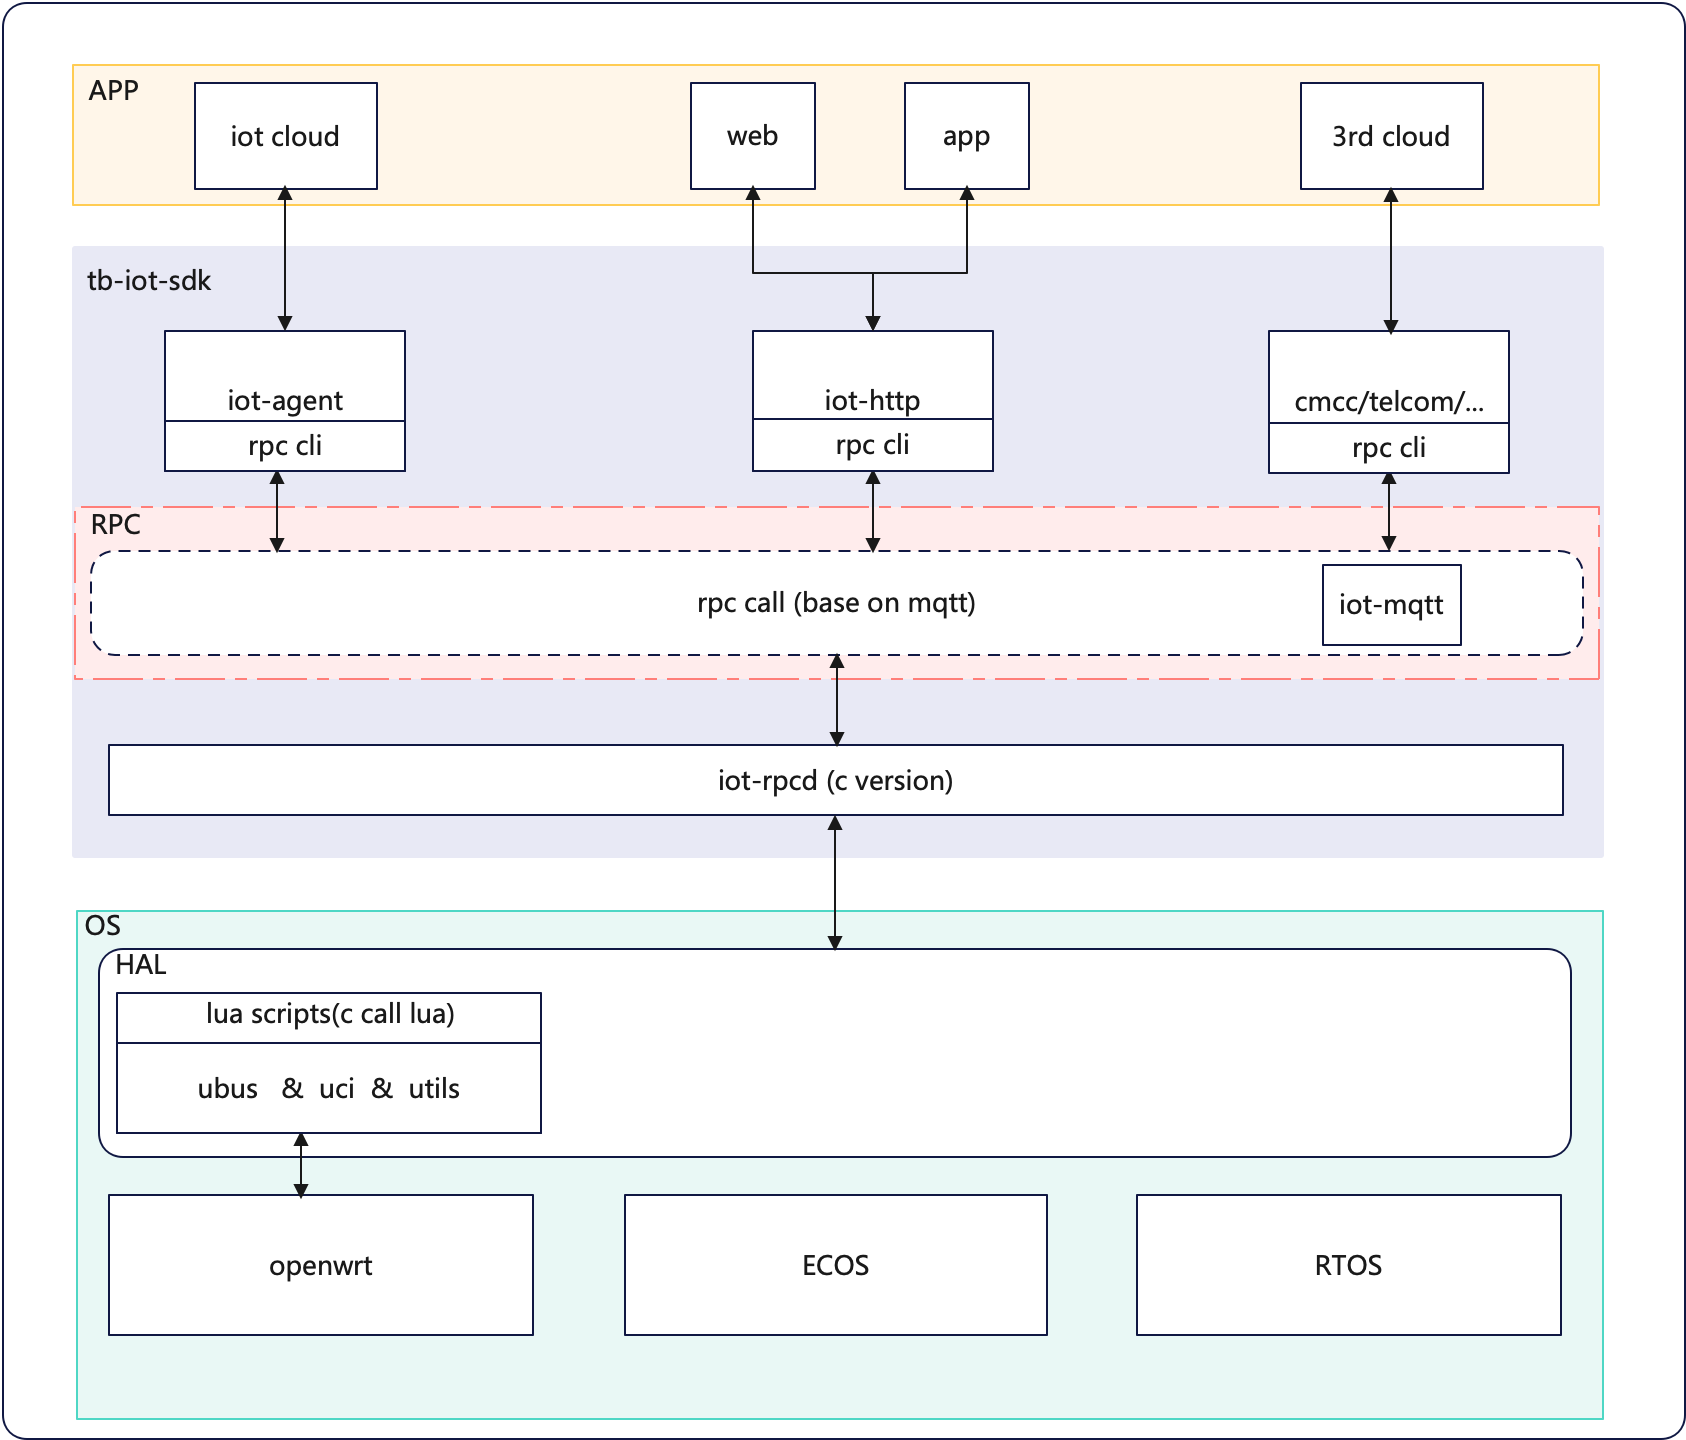 APP
iot cloud
web
app
3rd cloud
tb-iot-sdk
iot-agent
rpc cli
iot-http
rpc cli
cmcc/telcom/...
rpc cli
RPC
rpc call (base on mqtt)
iot-mqtt
iot-rpcd (c version)
OS
HAL
lua scripts(c call lua)
ubus & uci & utils
openwrt
ECOS
RTOS